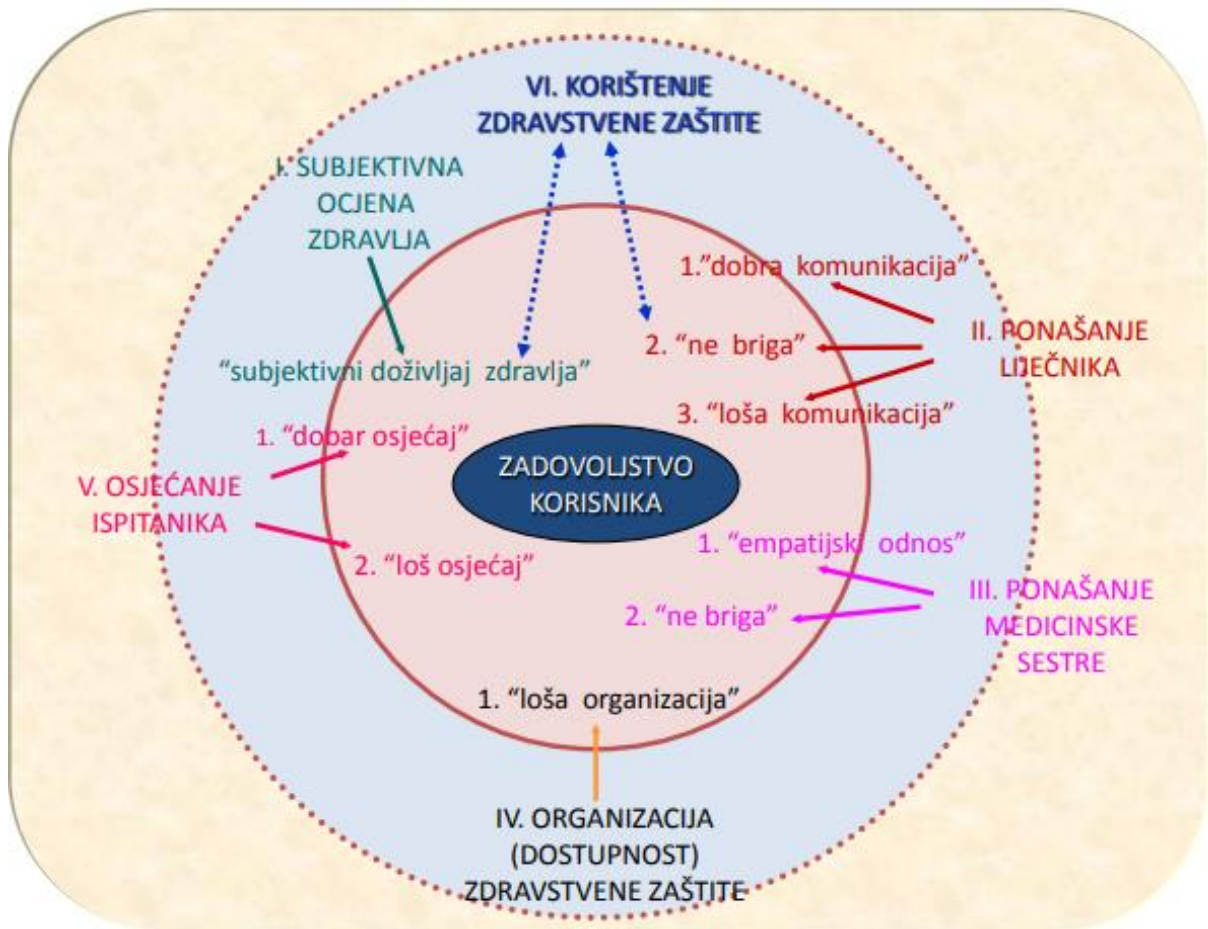 VI. KORIŠTENJE
ZDRAVSTVENE ZAŠTITE
I. SUBJEKTIVNA
OCJENA
ZDRAVLJA
"subjektivni doživljaj zdravlja"
1."dobra komunikacija"
2. "ne briga"
3. "loša komunikacija"
II. PONAŠANJE
LIJEČNIKA
1. "dobar osjećaj"
V. OSJEĆANJE
ISPITANIKA
2. "loš osjećaj"
ZADOVOLJSTVO
KORISNIKA
1. "empatijski odnos"
2. "ne briga"
III. PONAŠANJE
MEDICINSKE
SESTRE
1. "loša organizacija"
IV. ORGANIZACIJA
(DOSTUPNOST)
ZDRAVSTVENE ZAŠTITE